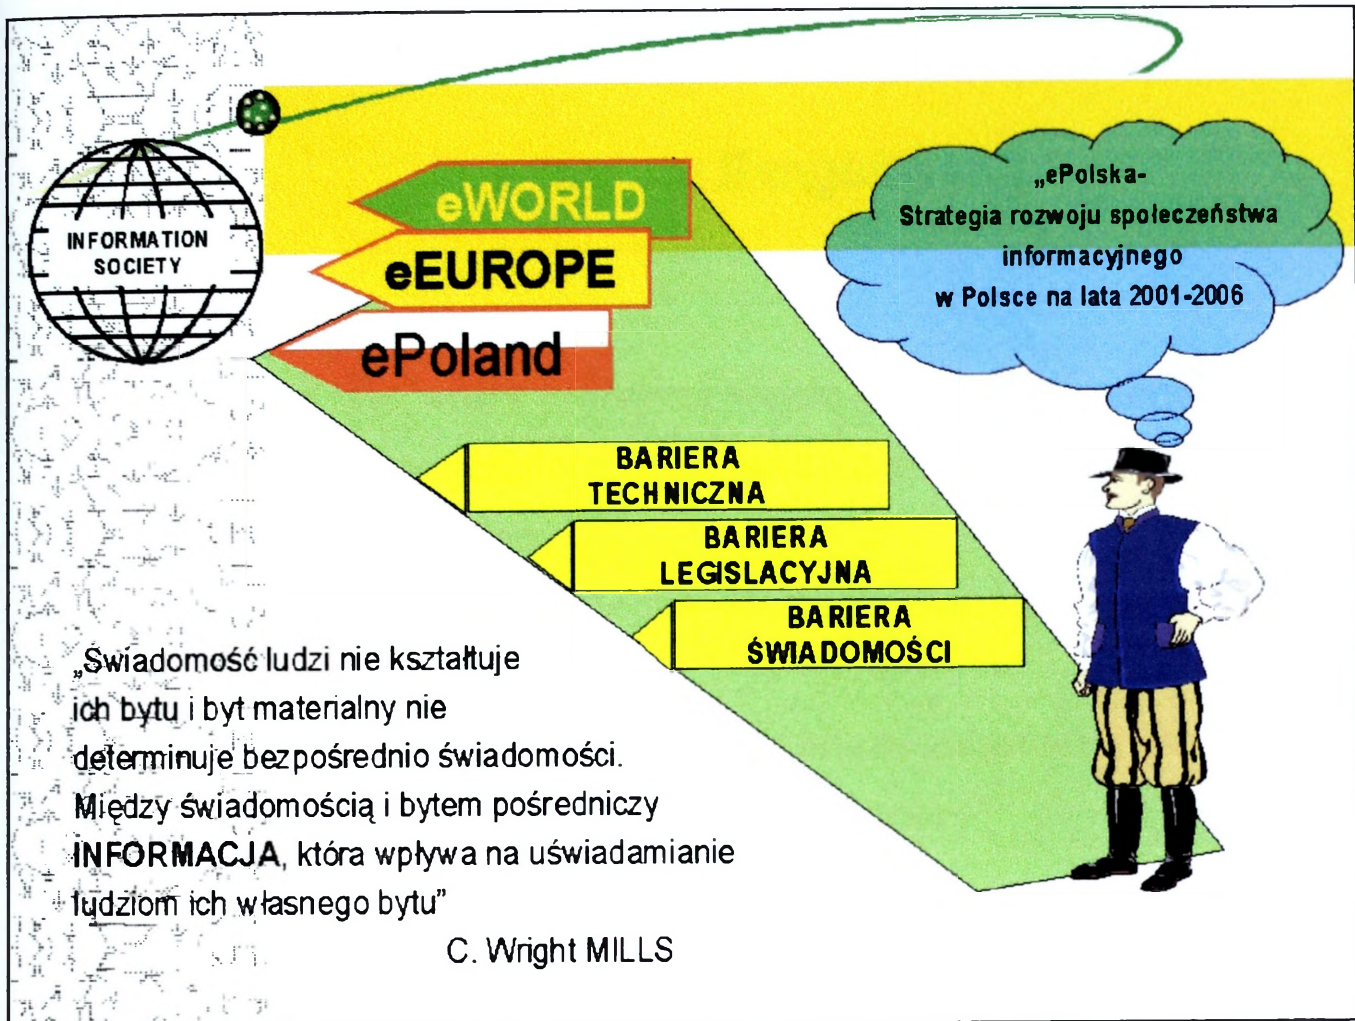 INFORMATION
SOCIETY
eWORLD
eEUROPE
ePoland
„ePolska-
Strategia rozwoju społeczeństwa
informacyjnego
w Polsce na lata 2001-2006
BARIERA
TECHNICZNA
BARIERA
LEGISLACYJNA
BARIERA
ŚWIADOMOŚCI
„Świadomość ludzi nie kształtuje
ich bytu i byt materialny nie
determinuje bezpośrednio świadomości.
Między świadomością i bytem pośredniczy
INFORMACJA, która wpływa na uświadamianie
ludziom ich własnego bytu”
C. Wright MILLS